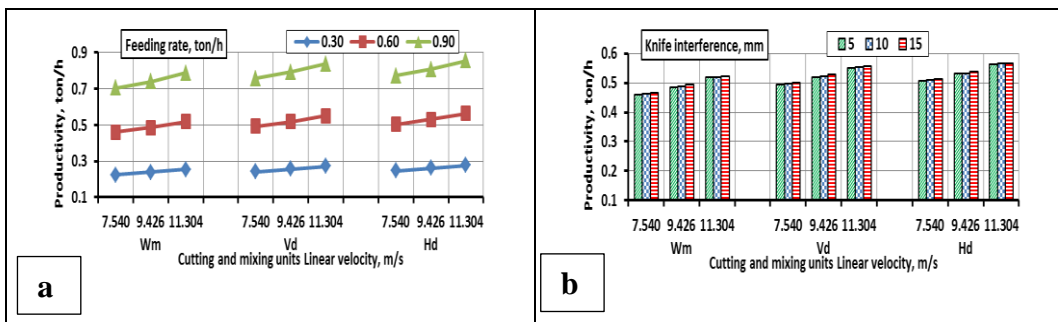 Feeding rate, ton/h
0.30 0.60 0.90
Productivity, ton/h
0.9
0.7
0.5
0.3
0.1
7.540 9.426 11.304 7.540 9.426 11.304 7.540 9.426 11.304
Wm Vd Hd
Cutting and mixing units Linear velocity, m/s
a
Knife interference, mm
5 10 15
Productivity, ton/h
0.6
0.5
0.4
0.3
0.2
0.1
7.540 9.426 11.304 7.540 9.426 11.304 7.540 9.426 11.304
Wm Vd Hd
Cutting and mixing units Linear velocity, m/s
b